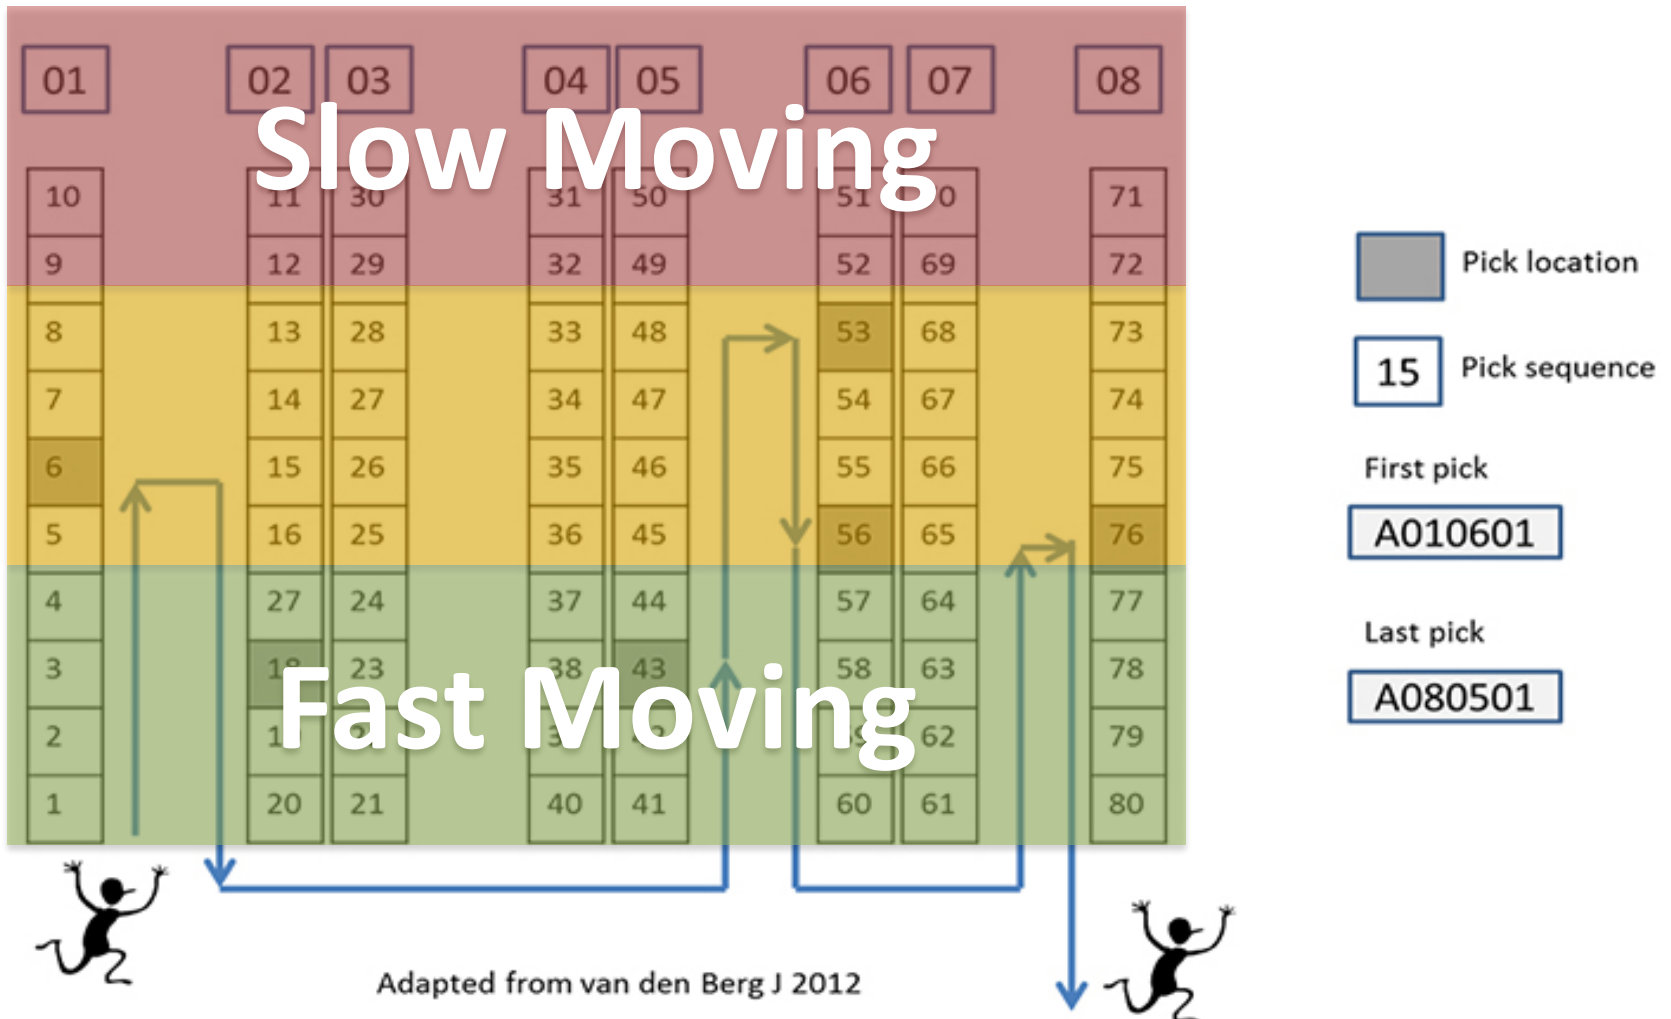 01 02 03 04 05 06 07 08
Slow Moving
10 11 30 31 50 51 71
9 12 29 32 49 52 69 72
8 13 28 33 48 53 68 73
7 14 27 34 47 54 67 74
6 15 26 35 46 55 66 75
5 16 25 36 45 56 65 76
4 27 24 37 44 57 64 77
3 18 23 38 43 58 63 78
Fast Moving
2 62 79
1 20 21 40 41 60 61 80
Pick location
15 Pick sequence
First pick
A010601
Last pick
A080501
Adapted from van den Berg J 2012